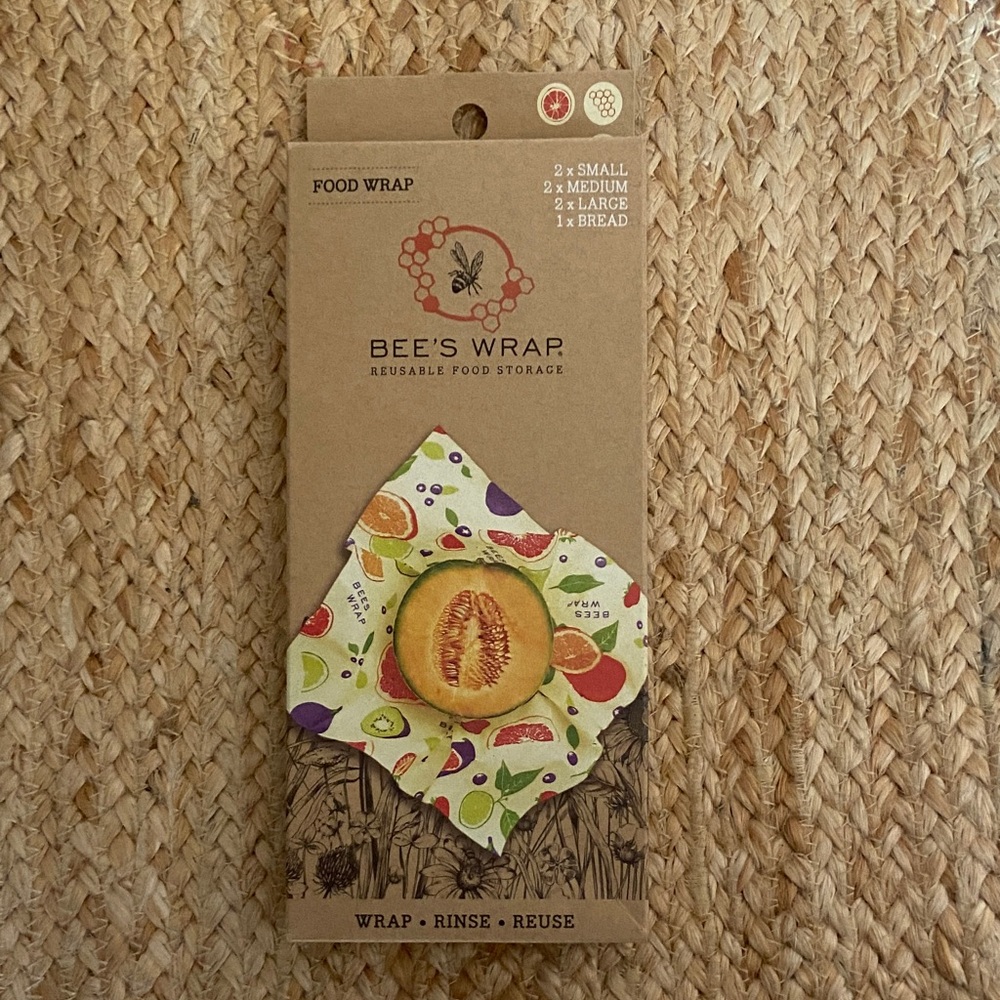 FOOD WRAP
2 x SMALL
2 x MEDIUM
2 x LARGE
1 x BREAD
BEE'S WRAP®
REUSABLE FOOD STORAGE
BEES
WRAP
BEES
WRAP
WRAP • RINSE • REUSE